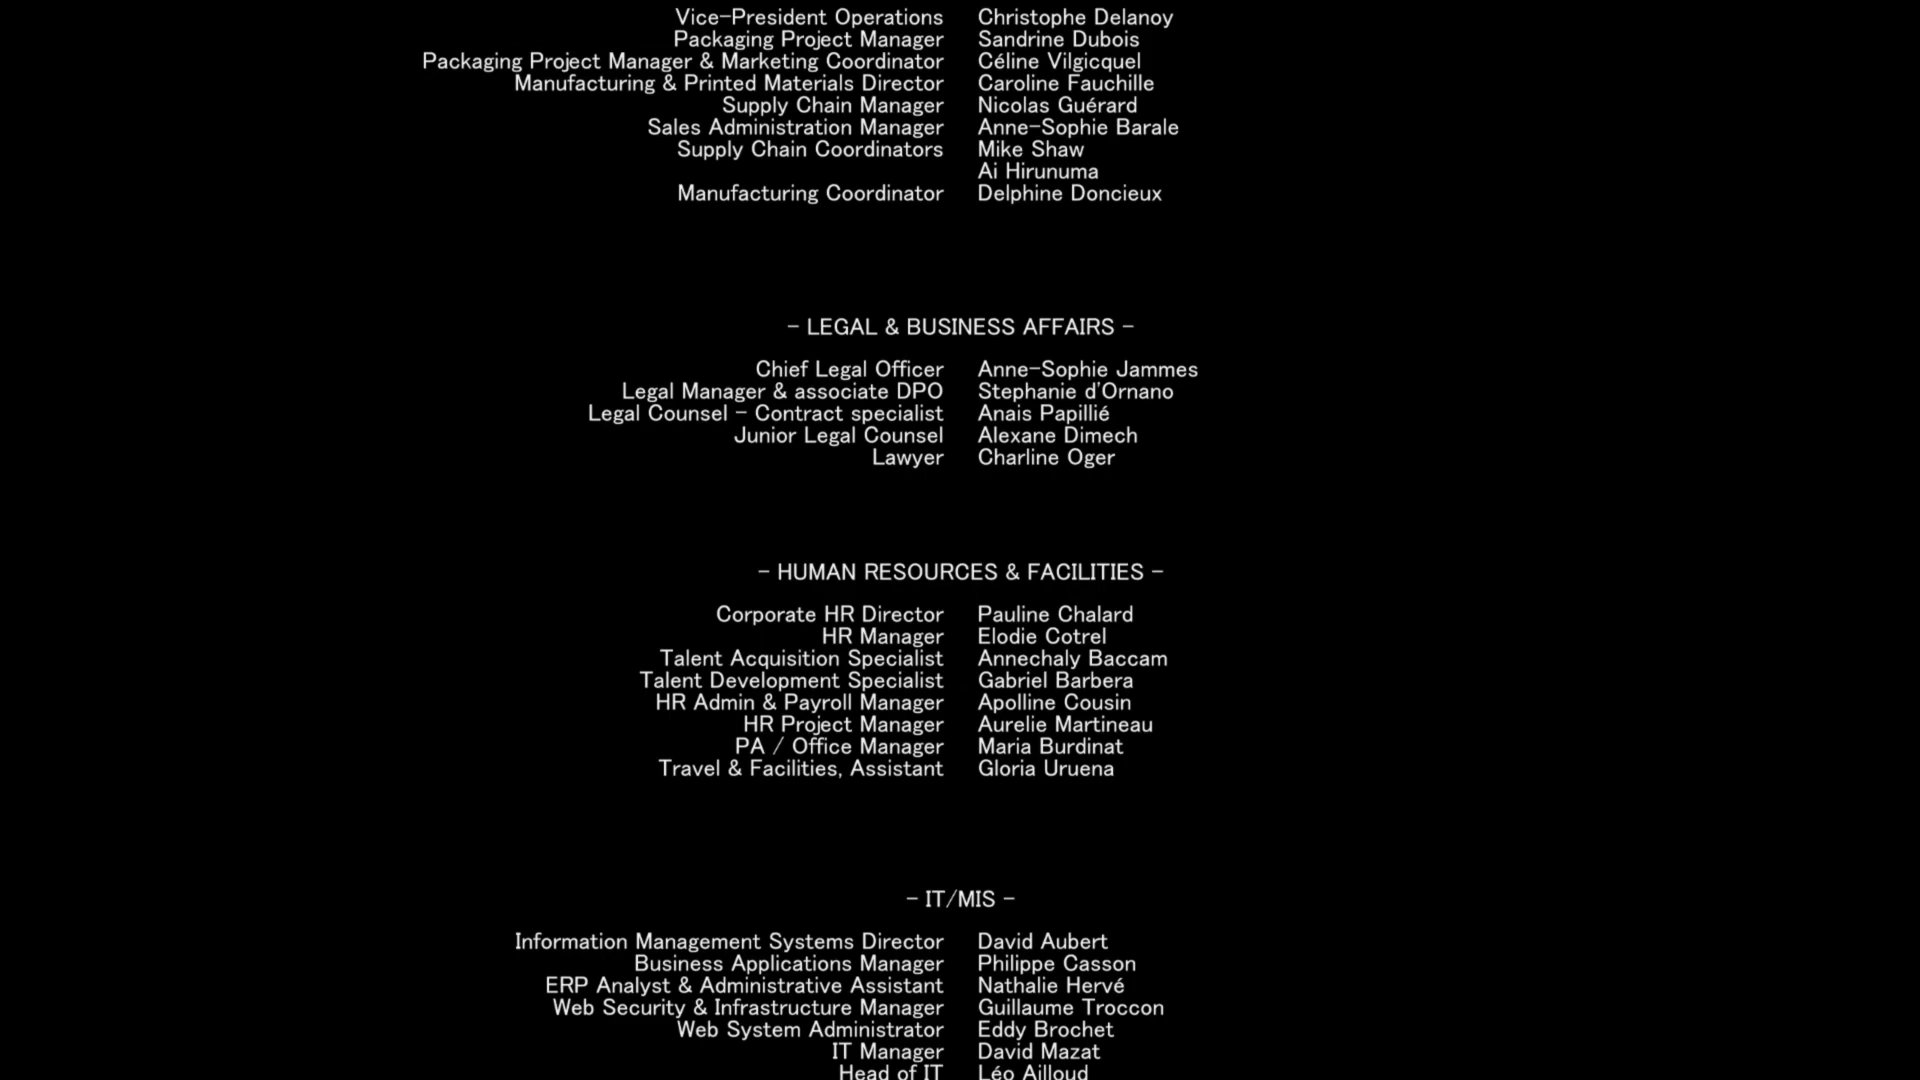 Vice-President Operations Christophe Delanoy
Packaging Project Manager Sandrine Dubois
Packaging Project Manager & Marketing Coordinator Céline Vilgicquel
Manufacturing & Printed Materials Director Caroline Fauchille
Supply Chain Manager Nicolas Guérard
Sales Administration Manager Anne-Sophie Barale
Supply Chain Coordinators Mike Shaw
Ai Hirunuma
Manufacturing Coordinator Delphine Doncieux
- LEGAL & BUSINESS AFFAIRS -
Chief Legal Officer Anne-Sophie Jammes
Legal Manager & associate DPO Stephanie d'Ornano
Legal Counsel - Contract specialist Anais Papillié
Junior Legal Counsel Alexane Dimech
Lawyer Charline Oger
- HUMAN RESOURCES & FACILITIES -
Corporate HR Director Pauline Chalard
HR Manager Elodie Cotrel
Talent Acquisition Specialist Annechaly Baccam
Talent Development Specialist Gabriel Barbera
HR Admin & Payroll Manager Apolline Cousin
HR Project Manager Aurelie Martineau
PA / Office Manager Maria Burdinat
Travel & Facilities, Assistant Gloria Uruena
- IT/MIS -
Information Management Systems Director David Aubert
Business Applications Manager Philippe Casson
ERP Analyst & Administrative Assistant Nathalie Hervé
Web Security & Infrastructure Manager Guillaume Troccon
Web System Administrator Eddy Brochet
IT Manager David Mazat
Head of IT Léo Ailloud